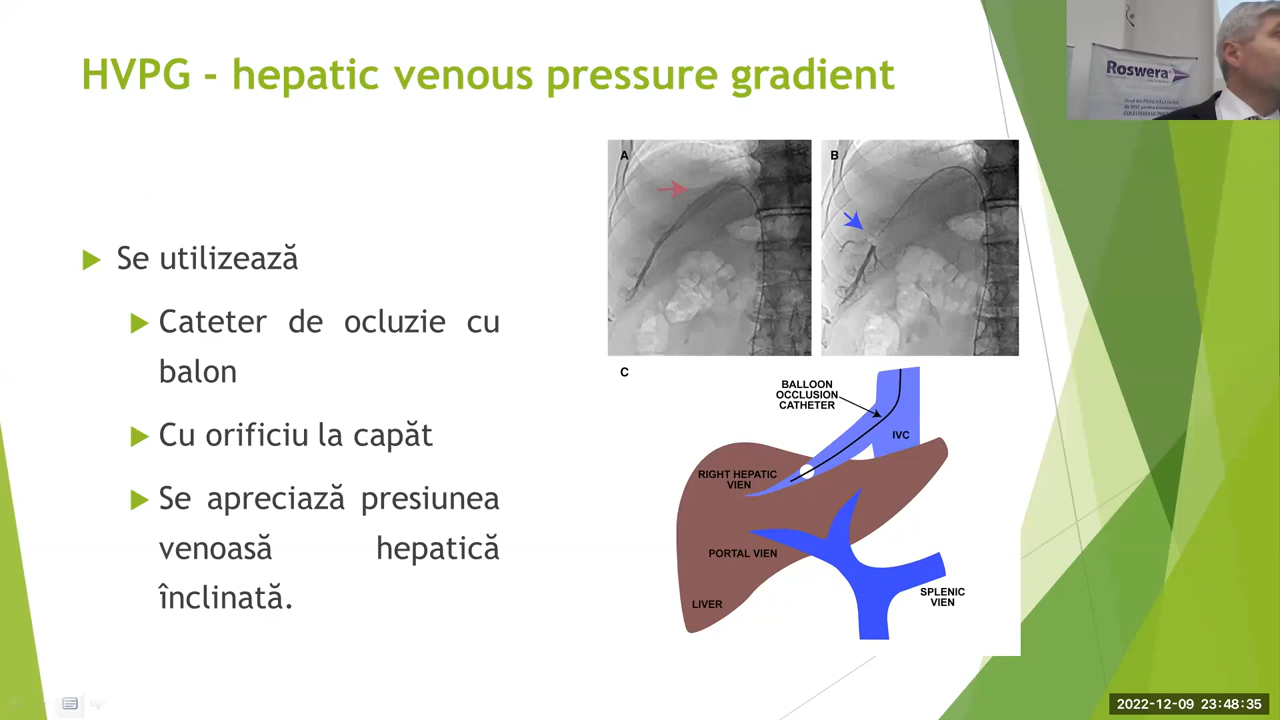 HVPG - hepatic venous pressure gradient
Se utilizează
Cateter de ocluzie cu
balon
Cu orificiu la capăt
Se apreciază presiunea
venoasă hepatică
înclinată.
A
B
C
BALLOON
OCCLUSION
CATHETER
IVC
RIGHT HEPATIC
VIEN
PORTAL VIEN
LIVER
SPLENIC
VIEN
Roswera
2022-12-09 23:48:35